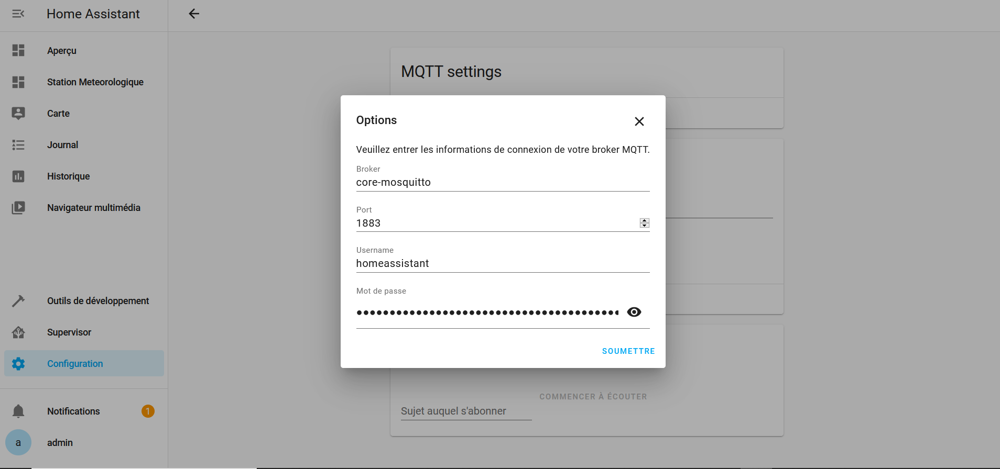 Home Assistant
Aperçu
Station Meteorologique
Carte
Journal
Historique
Navigateur multimédia
Outils de développement
Supervisor
Configuration
Notifications
1
a
admin
MQTT settings
Options
Veuillez entrer les informations de connexion de votre broker MQTT.
Broker
core-mosquitto
Port
1883
Username
homeassistant
Mot de passe
SOUMETTRE
COMMENCER À ÉCOUTER
Sujet auquel s'abonner